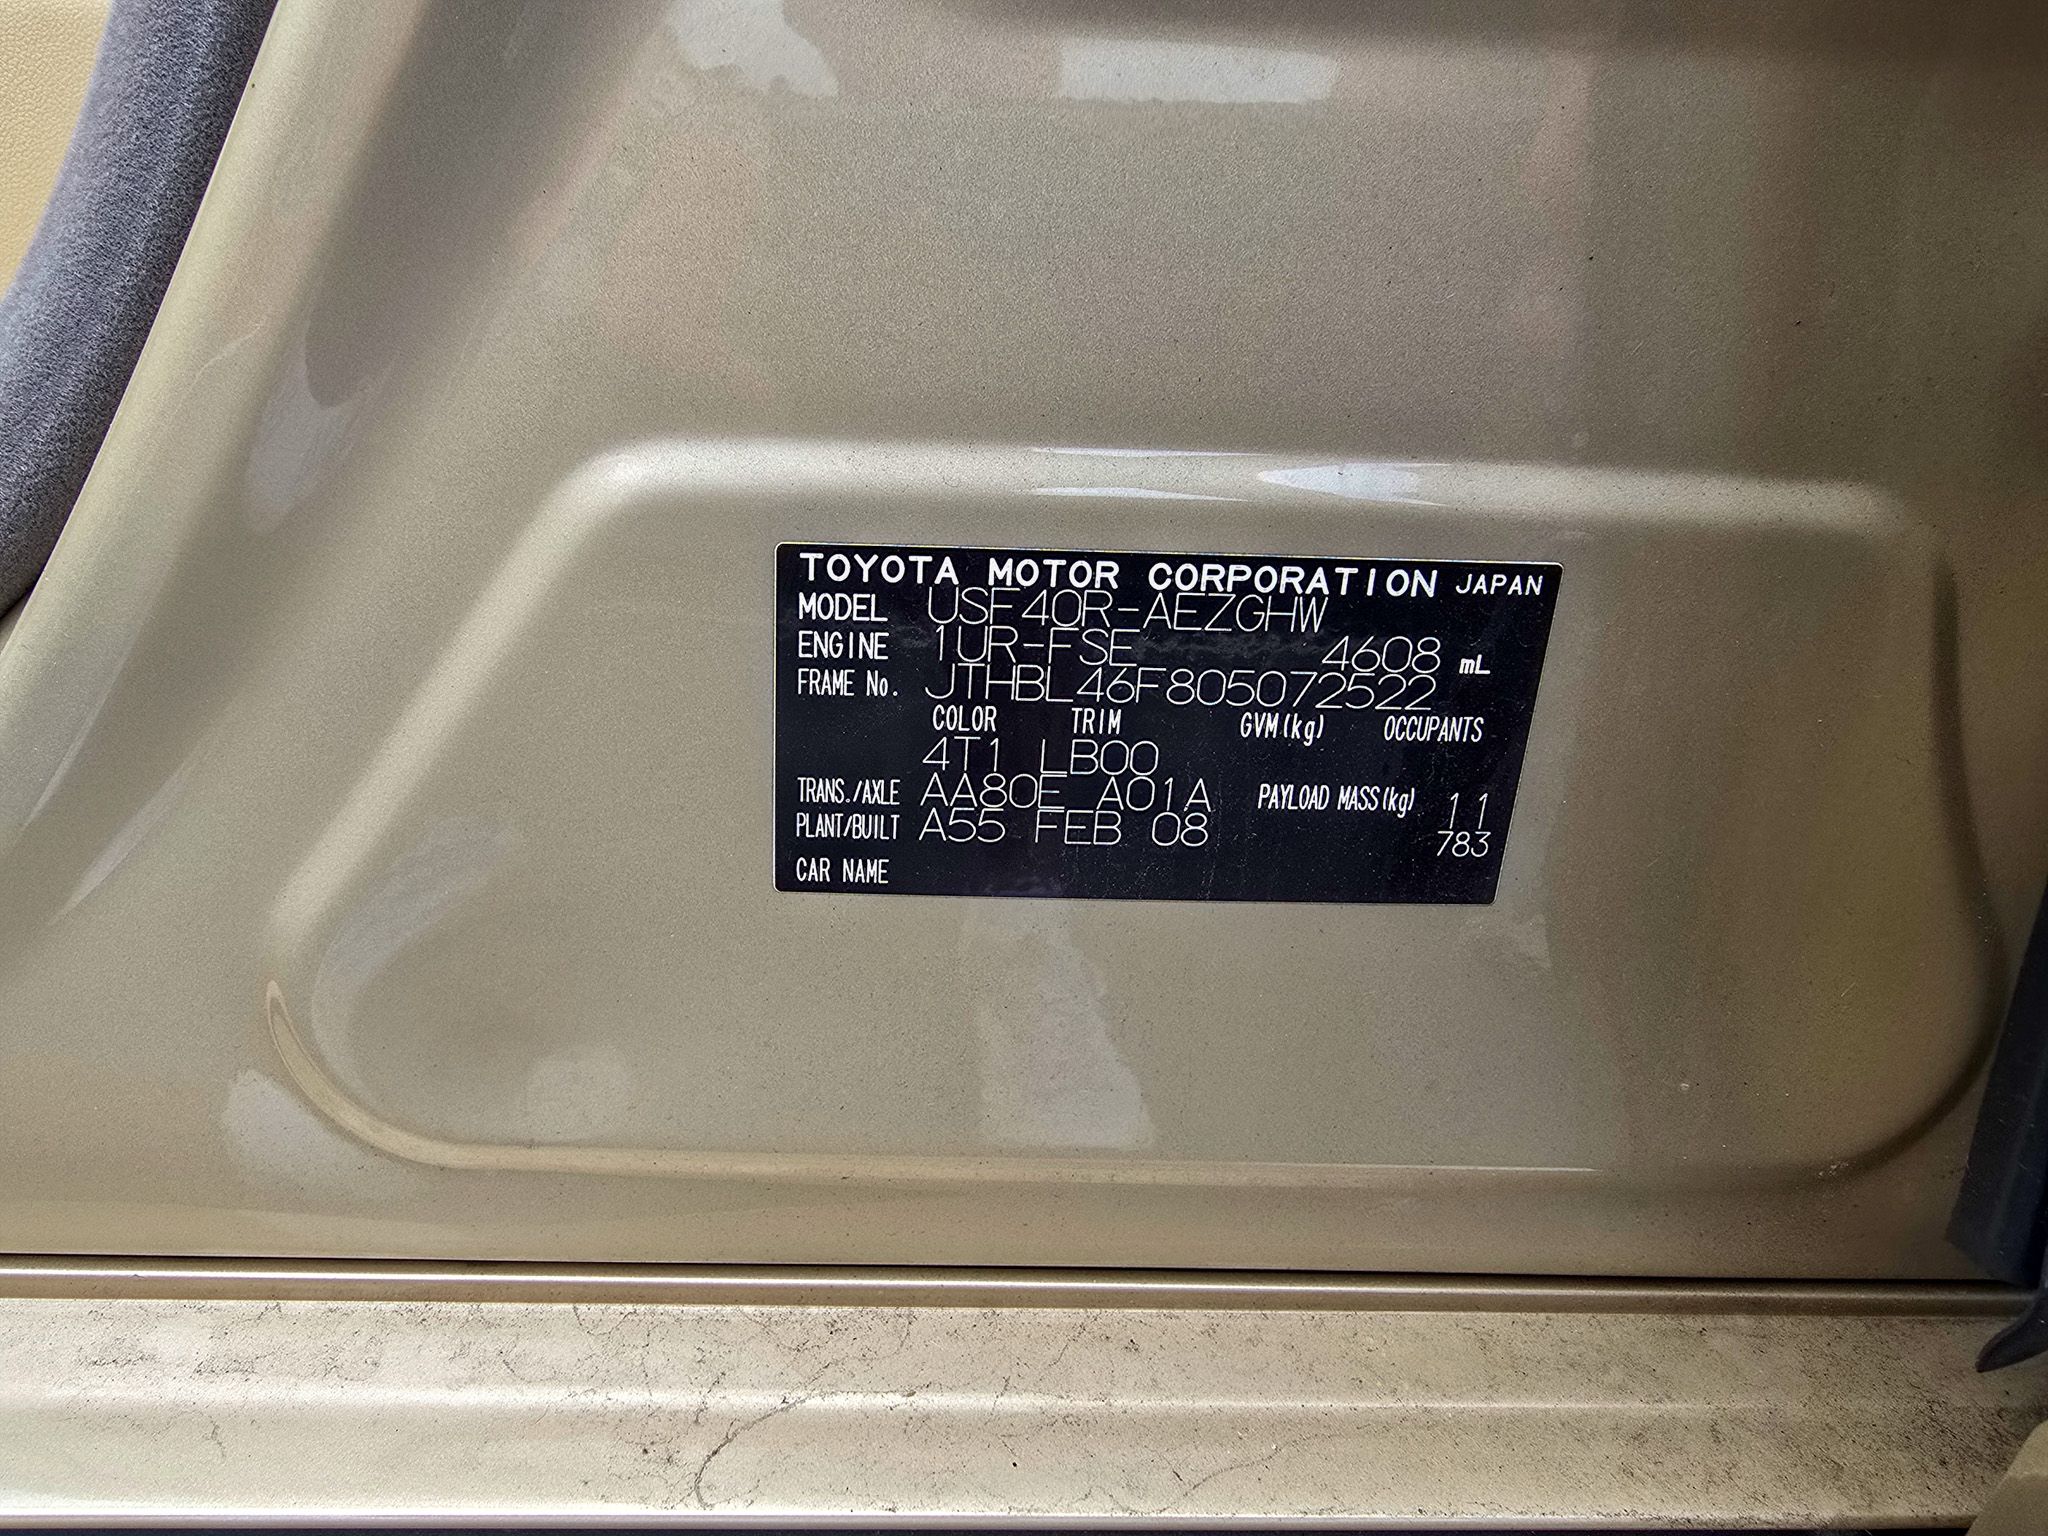 TOYOTA MOTOR CORPORATION JAPAN
MODEL USF40R-AEZGHW
ENGINE 1UR-FSE 4608 mL
FRAME No. JTHBL46F805072522
COLOR TRIM GVM(kg) OCCUPANTS
4T1 LB00
TRANS./AXLE AA80E A01A PAYLOAD MASS(kg) 11
PLANT/BUILT A55 FEB 08 783
CAR NAME